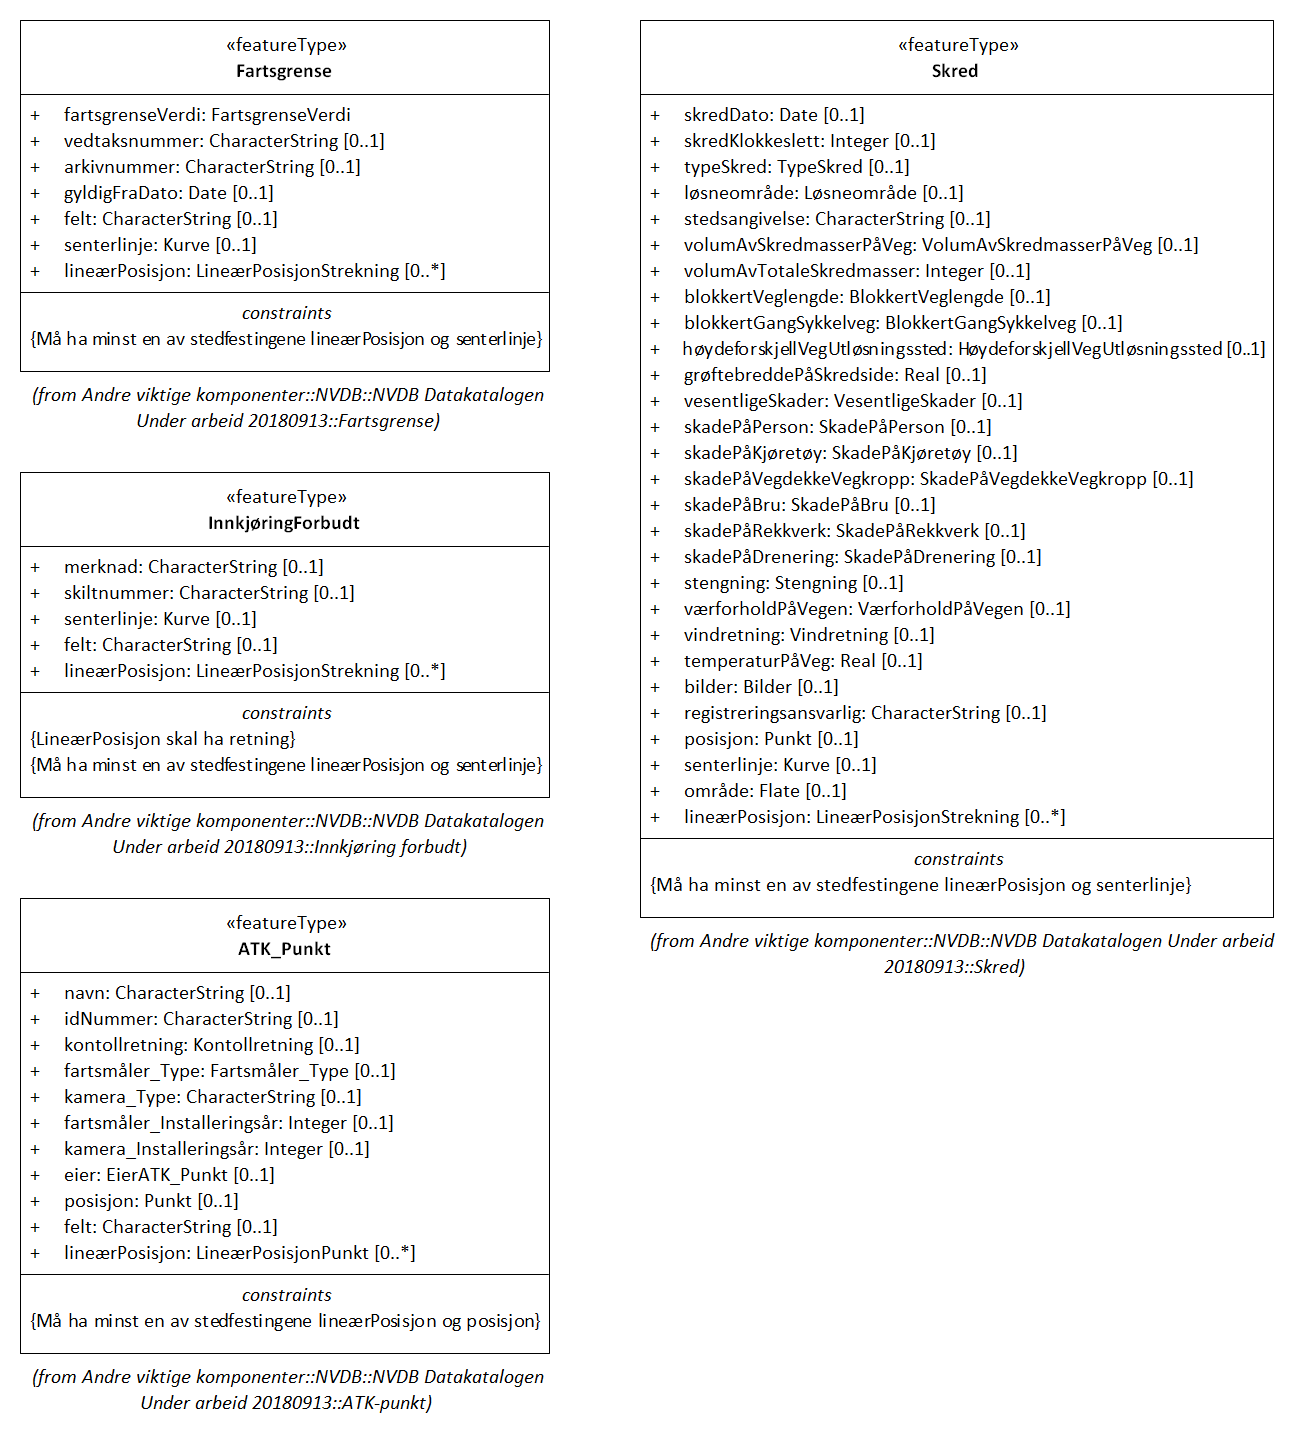 «featureType»
Fartsgrense
+ fartsgrenseVerdi: FartsgrenseVerdi
+ vedtaksnummer: CharacterString [0..1]
+ arkivnummer: CharacterString [0..1]
+ gyldigFraDato: Date [0..1]
+ felt: CharacterString [0..1]
+ senterlinje: Kurve [0..1]
+ lineærPosisjon: LineærPosisjonStrekning [0..*]
constraints
{Må ha minst en av stedfestingene lineærPosisjon og senterlinje}
(from Andre viktige komponenter::NVDB::NVDB Datakatalogen
Under arbeid 20180913::Fartsgrense)
«featureType»
InnkjøringForbudt
+ merknad: CharacterString [0..1]
+ skiltnummer: CharacterString [0..1]
+ senterlinje: Kurve [0..1]
+ felt: CharacterString [0..1]
+ lineærPosisjon: LineærPosisjonStrekning [0..*]
constraints
{LineærPosisjon skal ha retning}
{Må ha minst en av stedfestingene lineærPosisjon og senterlinje}
(from Andre viktige komponenter::NVDB::NVDB Datakatalogen
Under arbeid 20180913::Innkjøring forbudt)
«featureType»
ATK_Punkt
+ navn: CharacterString [0..1]
+ idNummer: CharacterString [0..1]
+ kontollretning: Kontollretning [0..1]
+ fartsmåler_Type: Fartsmåler_Type [0..1]
+ kamera_Type: CharacterString [0..1]
+ fartsmåler_Installeringsår: Integer [0..1]
+ kamera_Installeringsår: Integer [0..1]
+ eier: EierATK_Punkt [0..1]
+ posisjon: Punkt [0..1]
+ felt: CharacterString [0..1]
+ lineærPosisjon: LineærPosisjonPunkt [0..*]
constraints
{Må ha minst en av stedfestingene lineærPosisjon og posisjon}
(from Andre viktige komponenter::NVDB::NVDB Datakatalogen
Under arbeid 20180913::ATK-punkt)
«featureType»
Skred
+ skredDato: Date [0..1]
+ skredKlokkeslett: Integer [0..1]
+ typeSkred: TypeSkred [0..1]
+ løsneområde: Løsneområde [0..1]
+ stedsangivelse: CharacterString [0..1]
+ volumAvSkredmasserPåVeg: VolumAvSkredmasserPåVeg [0..1]
+ volumAvTotaleSkredmasser: Integer [0..1]
+ blokkertVeglengde: BlokkertVeglengde [0..1]
+ blokkertGangSykkelveg: BlokkertGangSykkelveg [0..1]
+ høydeforskjellVegUtløsningssted: HøydeforskjellVegUtløsningssted [0..1]
+ grøftebreddePåSkredside: Real [0..1]
+ vesentligeSkader: VesentligeSkader [0..1]
+ skadePåPerson: SkadePåPerson [0..1]
+ skadePåKjøretøy: SkadePåKjøretøy [0..1]
+ skadePåVegdekkeVegkropp: SkadePåVegdekkeVegkropp [0..1]
+ skadePåBru: SkadePåBru [0..1]
+ skadePåRekkverk: SkadePåRekkverk [0..1]
+ skadePåDrenering: SkadePåDrenering [0..1]
+ stengning: Stengning [0..1]
+ værforholdPåVegen: VærforholdPåVegen [0..1]
+ vindretning: Vindretning [0..1]
+ temperaturPåVeg: Real [0..1]
+ bilder: Bilder [0..1]
+ registreringsansvarlig: CharacterString [0..1]
+ posisjon: Punkt [0..1]
+ senterlinje: Kurve [0..1]
+ område: Flate [0..1]
+ lineærPosisjon: LineærPosisjonStrekning [0..*]
constraints
{Må ha minst en av stedfestingene lineærPosisjon og senterlinje}
(from Andre viktige komponenter::NVDB::NVDB Datakatalogen Under arbeid
20180913::Skred)